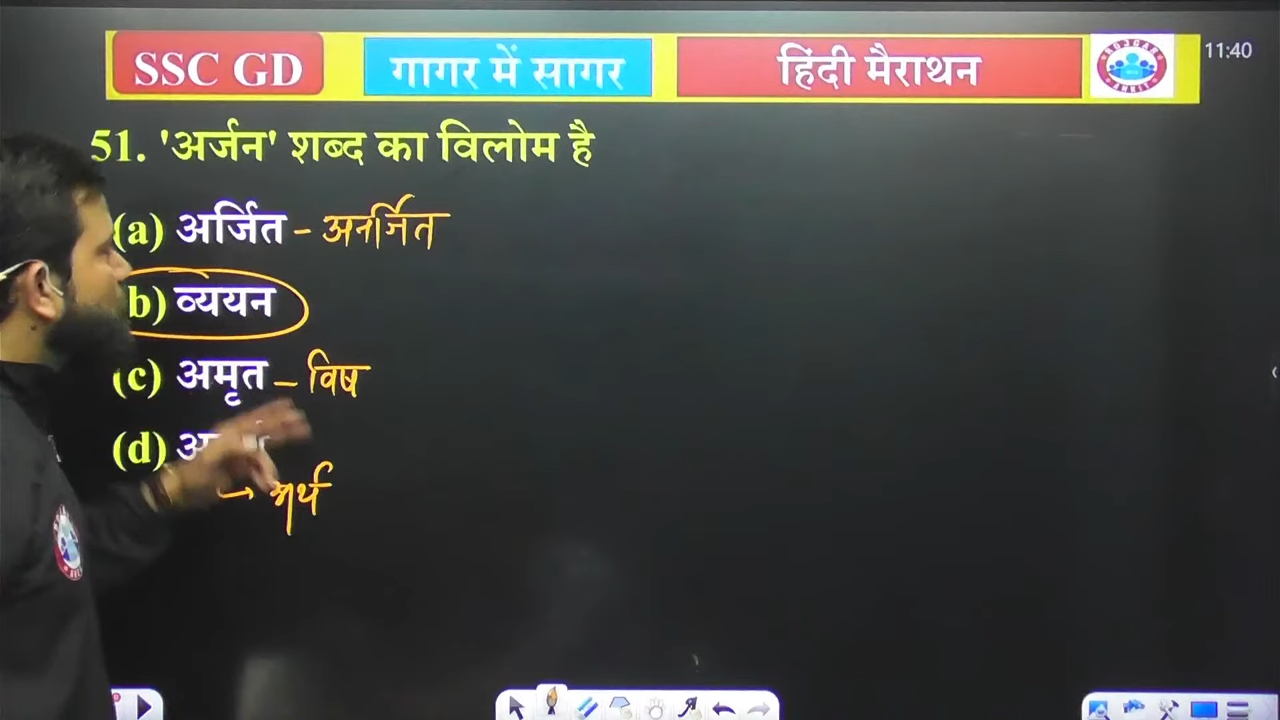 SSC GD गागर में सागर हिंदी मैराथन
11:40
51. 'अर्जन' शब्द का विलोम है
(a) अर्जित - अनर्जित
b) व्ययन
(c) अमृत - विष
(d)
→ अर्थ